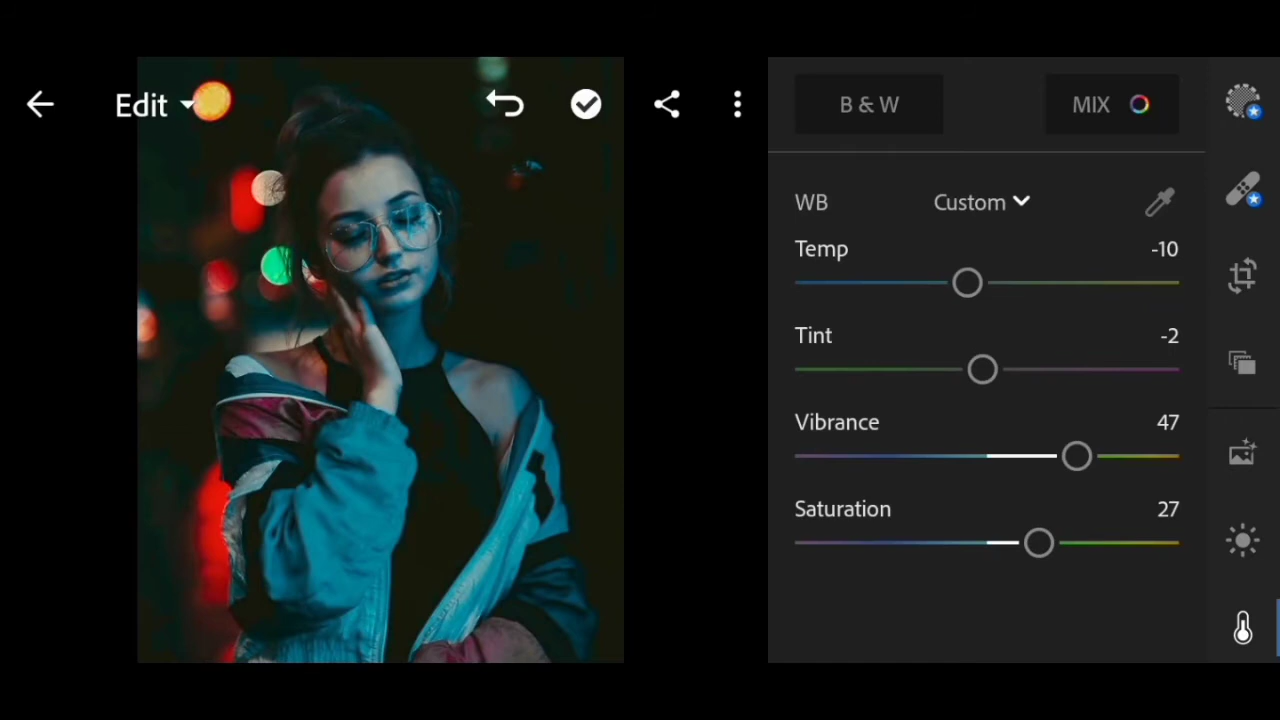 Edit
B & W
MIX
WB
Custom
Temp
-10
Tint
-2
Vibrance
47
Saturation
27